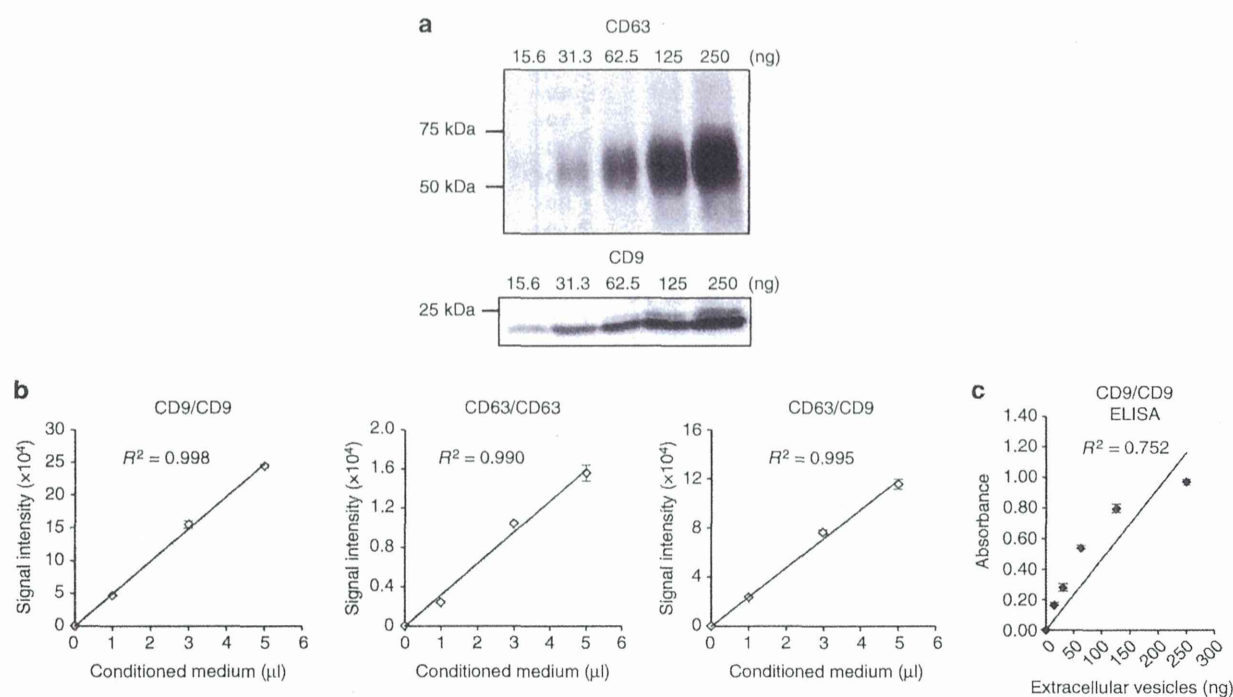 a
CD63
15.6 31.3 62.5 125 250 (ng)
75 kDa
50 kDa
CD9
15.6 31.3 62.5 125 250 (ng)
25 kDa
b
CD9/CD9
R² = 0.998
Signal intensity (×10⁴)
30
25
20
15
10
5
0
0 1 2 3 4 5 6
Conditioned medium (μl)
CD63/CD63
R² = 0.990
Signal intensity (×10⁴)
2.0
1.6
1.2
0.8
0.4
0
0 1 2 3 4 5 6
Conditioned medium (μl)
CD63/CD9
R² = 0.995
Signal intensity (×10⁴)
16
12
8
4
0
0 1 2 3 4 5 6
Conditioned medium (μl)
c
CD9/CD9
ELISA
R² = 0.752
Absorbance
1.40
1.20
1.00
0.80
0.60
0.40
0.20
0.00
0 50 100 150 200 250 300
Extracellular vesicles (ng)